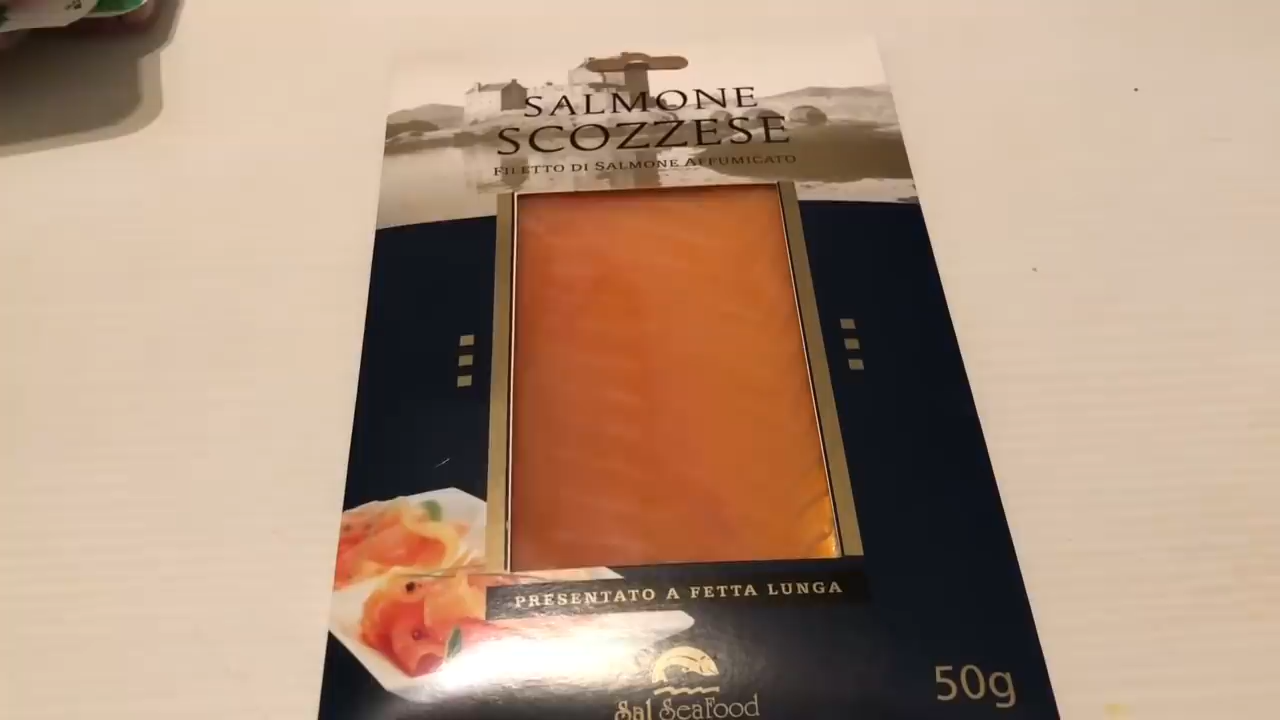 SALMONE
SCOZZESE
FILETTO DI SALMONE AFFUMICATO
PRESENTATO A FETTA LUNGA
50g
Sal SeaFood